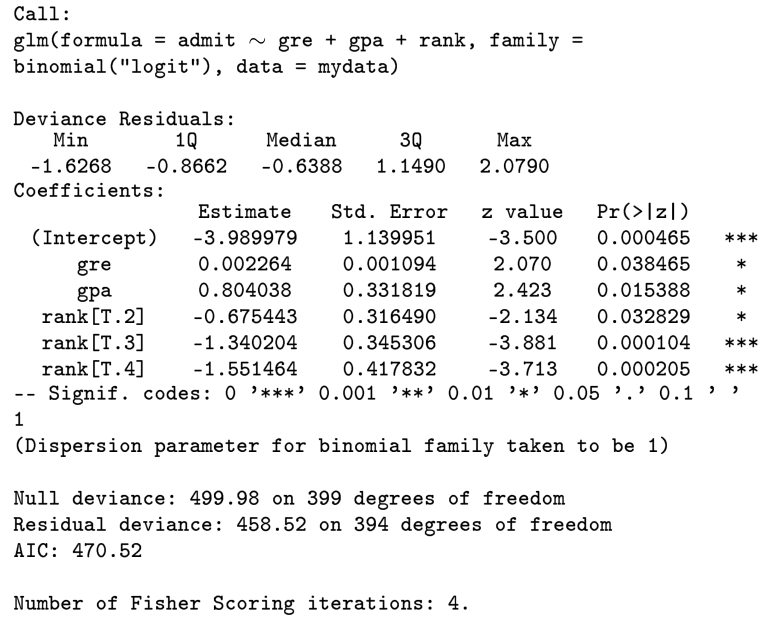 Call:
glm(formula = admit ∼ gre + gpa + rank, family =
binomial("logit"), data = mydata)
Deviance Residuals:
Min 1Q Median 3Q Max
-1.6268 -0.8662 -0.6388 1.1490 2.0790
Coefficients:
Estimate Std. Error z value Pr(>|z|)
(Intercept) -3.989979 1.139951 -3.500 0.000465 ***
gre 0.002264 0.001094 2.070 0.038465 *
gpa 0.804038 0.331819 2.423 0.015388 *
rank[T.2] -0.675443 0.316490 -2.134 0.032829 *
rank[T.3] -1.340204 0.345306 -3.881 0.000104 ***
rank[T.4] -1.551464 0.417832 -3.713 0.000205 ***
-- Signif. codes: 0 ’***’ 0.001 ’**’ 0.01 ’*’ 0.05 ’.’ 0.1 ’ ’
1
(Dispersion parameter for binomial family taken to be 1)
Null deviance: 499.98 on 399 degrees of freedom
Residual deviance: 458.52 on 394 degrees of freedom
AIC: 470.52
Number of Fisher Scoring iterations: 4.